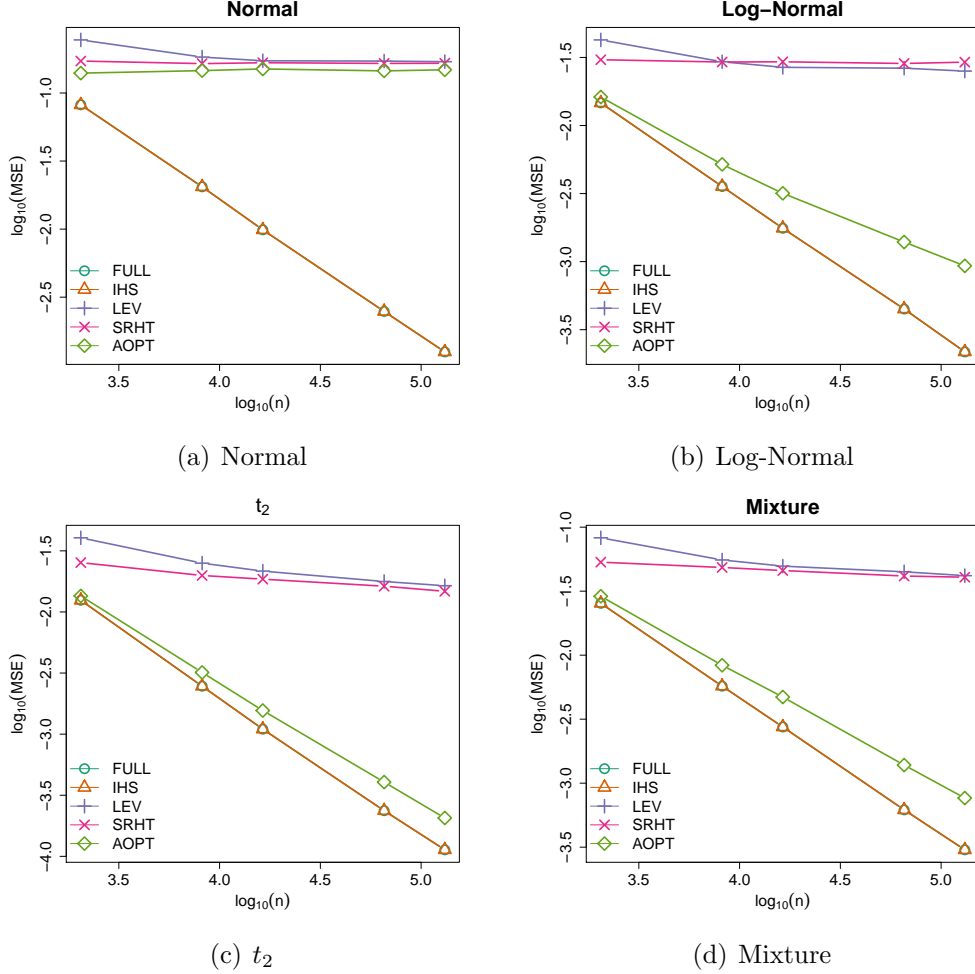 Normal
log₁₀(MSE)
−1.0
−1.5
−2.0
−2.5
FULL
IHS
LEV
SRHT
AOPT
3.5 4.0 4.5 5.0
log₁₀(n)
(a) Normal
Log−Normal
log₁₀(MSE)
−1.5
−2.0
−2.5
−3.0
−3.5
FULL
IHS
LEV
SRHT
AOPT
3.5 4.0 4.5 5.0
log₁₀(n)
(b) Log-Normal
t₂
log₁₀(MSE)
−1.5
−2.0
−2.5
−3.0
−3.5
−4.0
FULL
IHS
LEV
SRHT
AOPT
3.5 4.0 4.5 5.0
log₁₀(n)
(c) t₂
Mixture
log₁₀(MSE)
−1.0
−1.5
−2.0
−2.5
−3.0
−3.5
FULL
IHS
LEV
SRHT
AOPT
3.5 4.0 4.5 5.0
log₁₀(n)
(d) Mixture